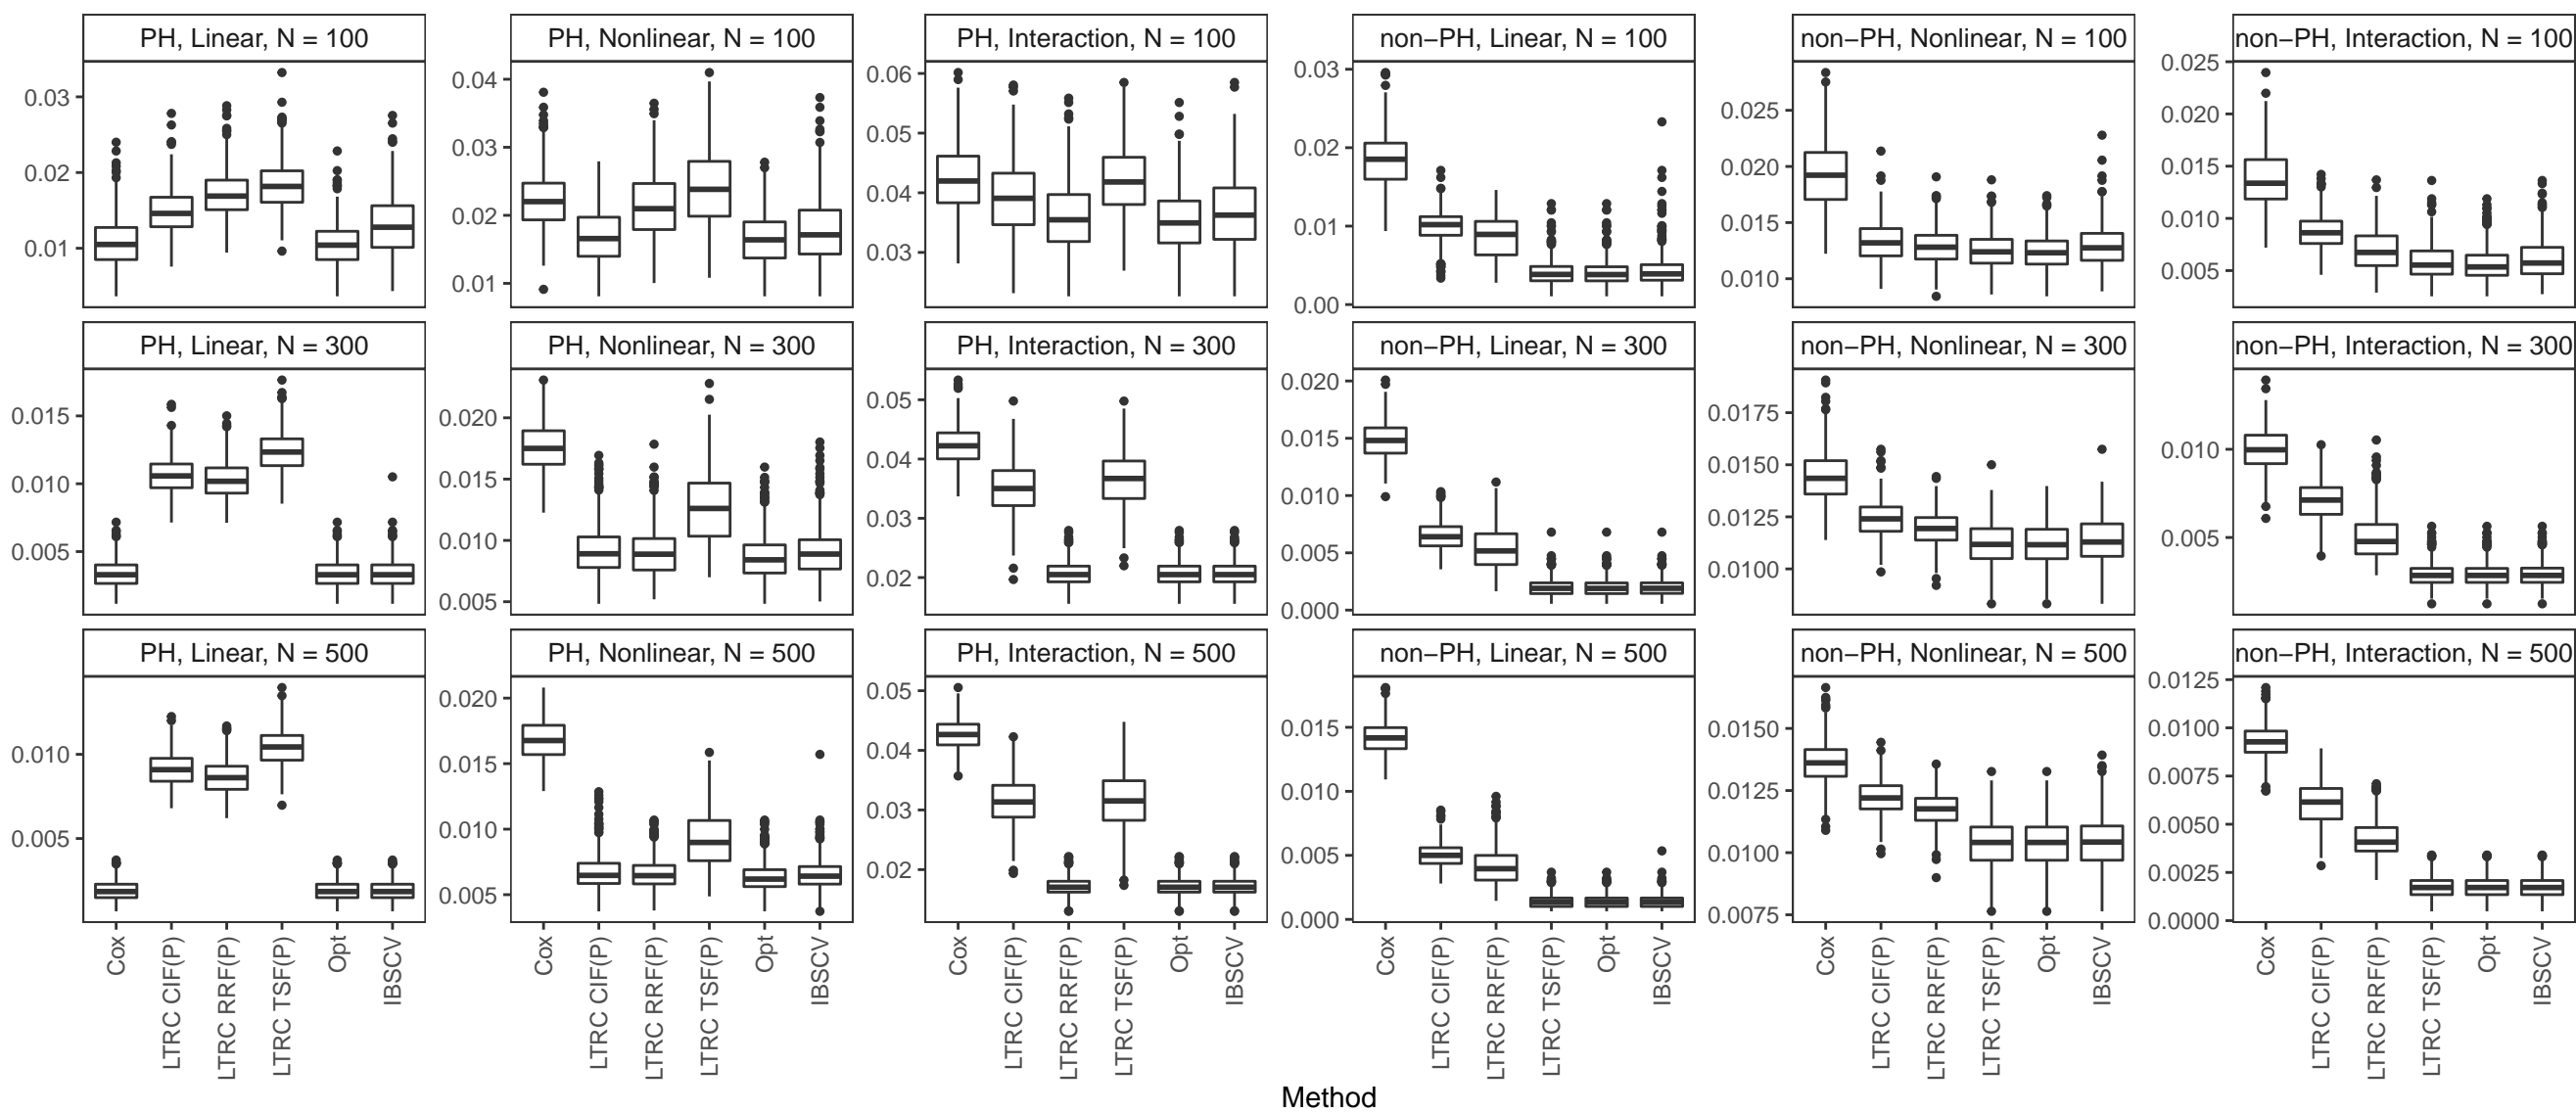 PH, Linear, N = 100
PH, Nonlinear, N = 100
PH, Interaction, N = 100
non−PH, Linear, N = 100
non−PH, Nonlinear, N = 100
non−PH, Interaction, N = 100
0.03
0.02
0.01
0.04
0.03
0.02
0.01
0.06
0.05
0.04
0.03
0.03
0.02
0.01
0.00
0.025
0.020
0.015
0.010
0.025
0.020
0.015
0.010
0.005
PH, Linear, N = 300
PH, Nonlinear, N = 300
PH, Interaction, N = 300
non−PH, Linear, N = 300
non−PH, Nonlinear, N = 300
non−PH, Interaction, N = 300
0.015
0.010
0.005
0.020
0.015
0.010
0.005
0.05
0.04
0.03
0.02
0.020
0.015
0.010
0.005
0.000
0.0175
0.0150
0.0125
0.0100
0.010
0.005
PH, Linear, N = 500
PH, Nonlinear, N = 500
PH, Interaction, N = 500
non−PH, Linear, N = 500
non−PH, Nonlinear, N = 500
non−PH, Interaction, N = 500
0.010
0.005
0.020
0.015
0.010
0.005
0.05
0.04
0.03
0.02
0.015
0.010
0.005
0.000
0.0150
0.0125
0.0100
0.0075
0.0125
0.0100
0.0075
0.0050
0.0025
0.0000
Cox
LTRC CIF(P)
LTRC RRF(P)
LTRC TSF(P)
Opt
IBSCV
Cox
LTRC CIF(P)
LTRC RRF(P)
LTRC TSF(P)
Opt
IBSCV
Cox
LTRC CIF(P)
LTRC RRF(P)
LTRC TSF(P)
Opt
IBSCV
Cox
LTRC CIF(P)
LTRC RRF(P)
LTRC TSF(P)
Opt
IBSCV
Cox
LTRC CIF(P)
LTRC RRF(P)
LTRC TSF(P)
Opt
IBSCV
Cox
LTRC CIF(P)
LTRC RRF(P)
LTRC TSF(P)
Opt
IBSCV
Method